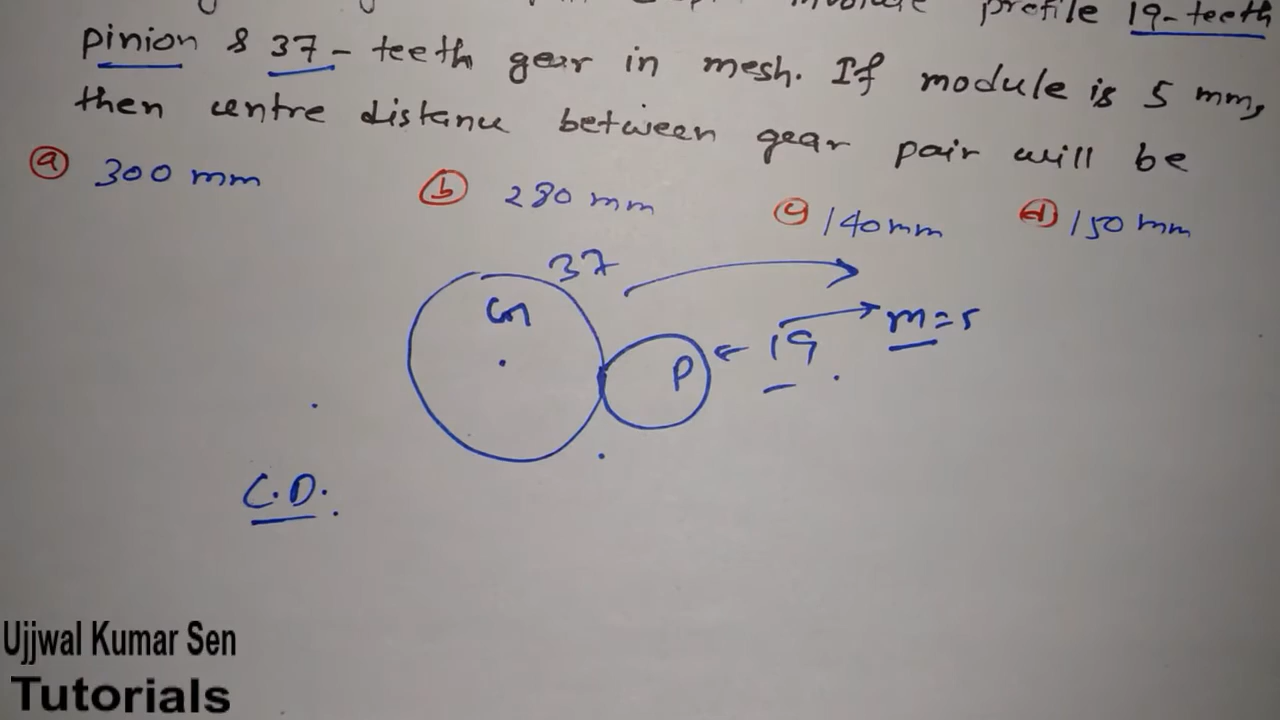 profile 19-teeth
pinion & 37- teeth gear in mesh. If module is 5 mm,
then centre distance between gear pair will be
a 300 mm
b 280 mm
c 140 mm
d 150 mm
37
G
P
19
m=5
C.D.
Ujjwal Kumar Sen
Tutorials